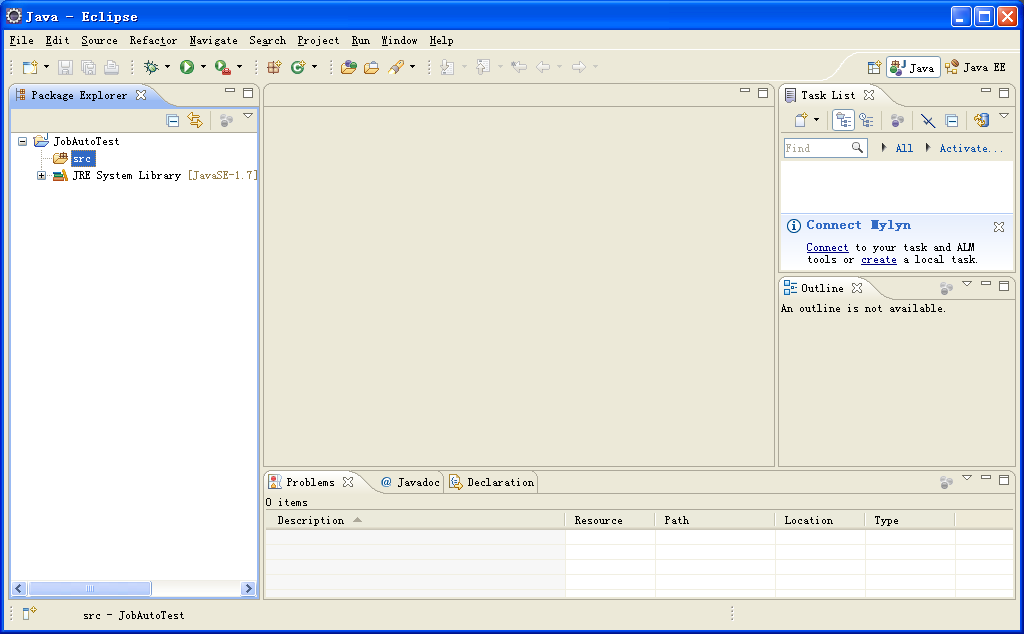 Java - Eclipse
File Edit Source Refactor Navigate Search Project Run Window Help
Java
Java EE
Package Explorer
JobAutoTest
src
JRE System Library [JavaSE-1.7]
Task List
Find
All
Activate...
Connect Mylyn
Connect to your task and ALM
tools or create a local task.
Outline
An outline is not available.
Problems
@ Javadoc
Declaration
0 items
Description Resource Path Location Type
src - JobAutoTest